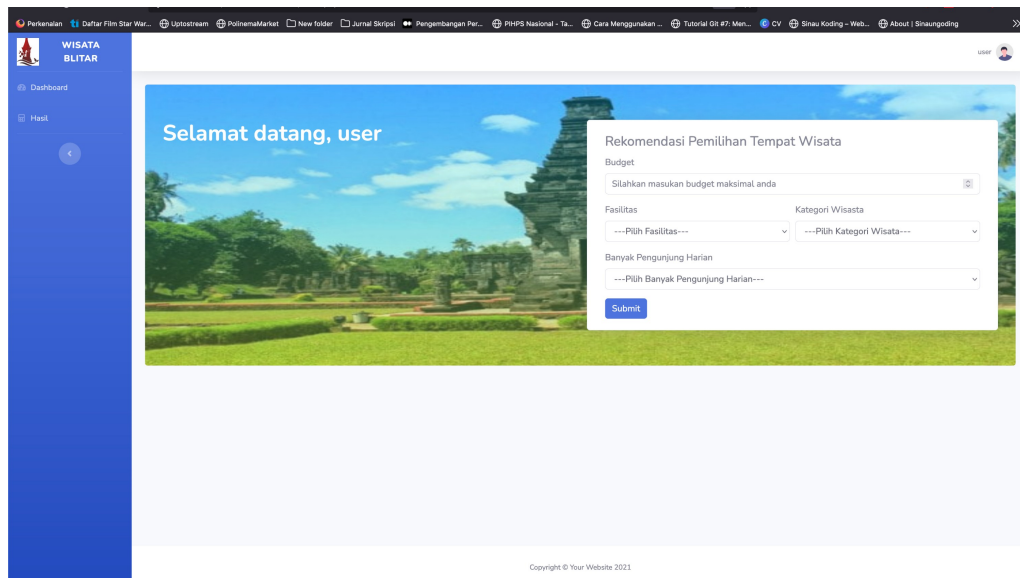 Perkenalan
Daftar Film Star War...
Uptostream
PolinemaMarket
New folder
Jurnal Skripsi
Pengembangan Per...
PIHPS Nasional - Ta...
Cara Menggunakan ...
Tutorial Git #7: Men...
CV
Sinau Koding – Web...
About | Sinaungoding
WISATA
BLITAR
user
Dashboard
Hasil
Selamat datang, user
Rekomendasi Pemilihan Tempat Wisata
Budget
Silahkan masukan budget maksimal anda
Fasilitas
Kategori Wisasta
---Pilih Fasilitas---
---Pilih Kategori Wisata---
Banyak Pengunjung Harian
---Pilih Banyak Pengunjung Harian---
Submit
Copyright © Your Website 2021